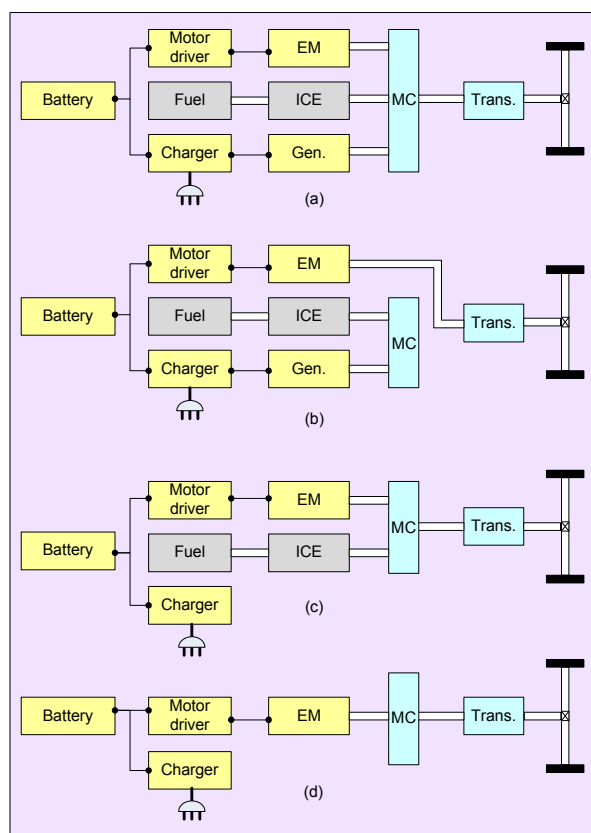 Motor
driver
EM
Battery
Fuel
ICE
MC
Trans.
Charger
Gen.
(a)
Motor
driver
EM
Battery
Fuel
ICE
Trans.
MC
Charger
Gen.
(b)
Motor
driver
EM
MC
Trans.
Battery
Fuel
ICE
Charger
(c)
Battery
Motor
driver
EM
MC
Trans.
Charger
(d)